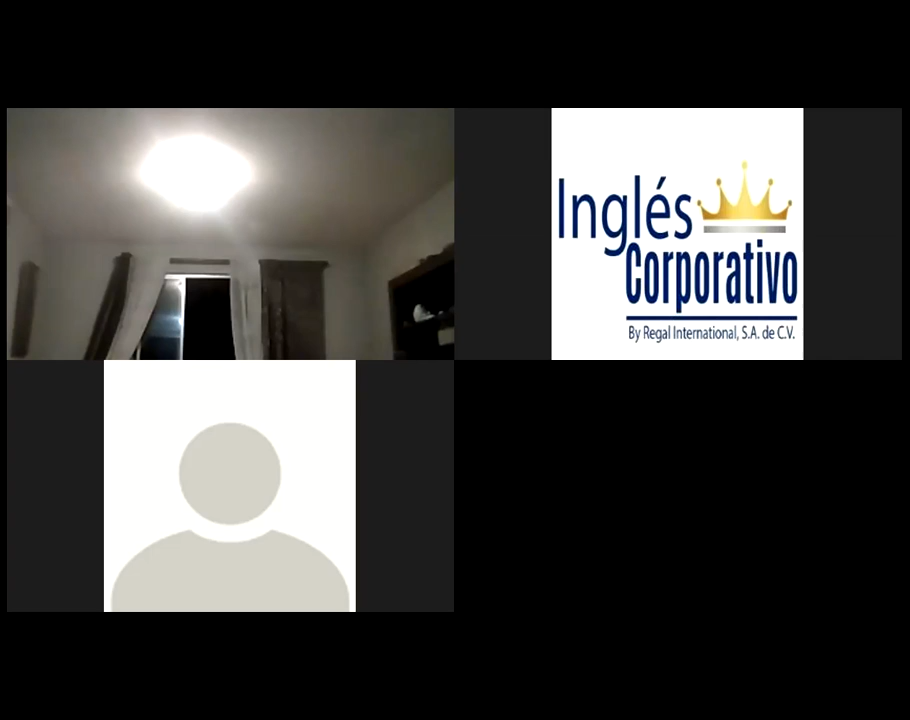 Inglés
Corporativo
By Regal International, S.A. de C.V.